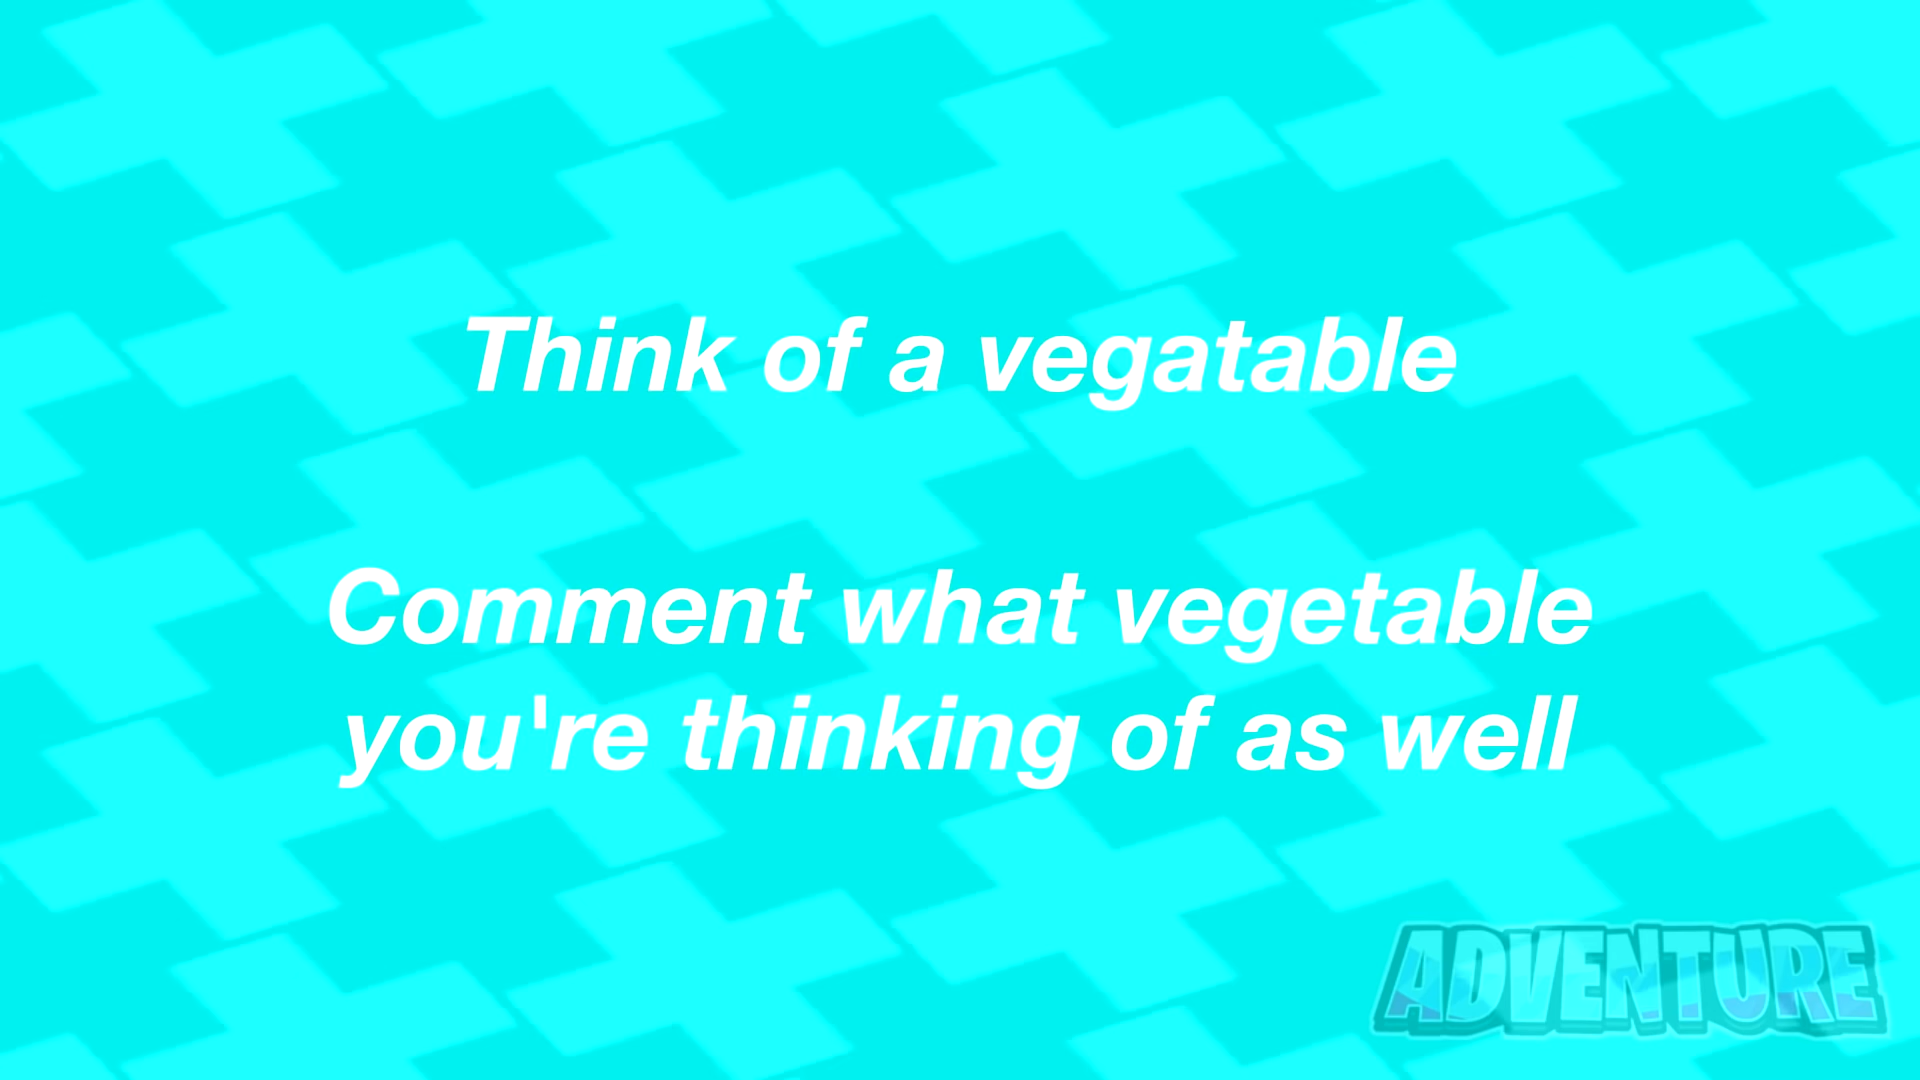 Think of a vegatable
Comment what vegetable
you're thinking of as well
ADVENTURE